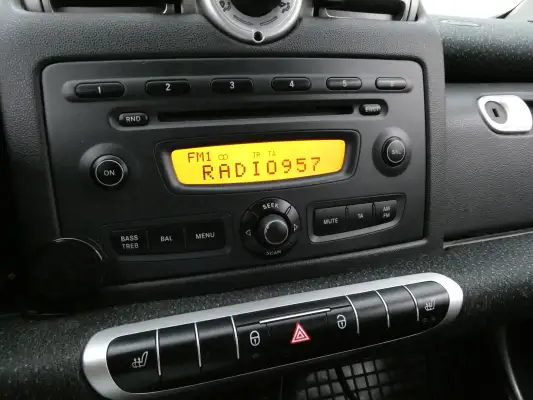 1 2 3 4 5
RND
FM1 TP TA
RADIO957
ON
SEEK
SCAN
BASS
TREB
BAL
MENU
MUTE
TA
AM
FM